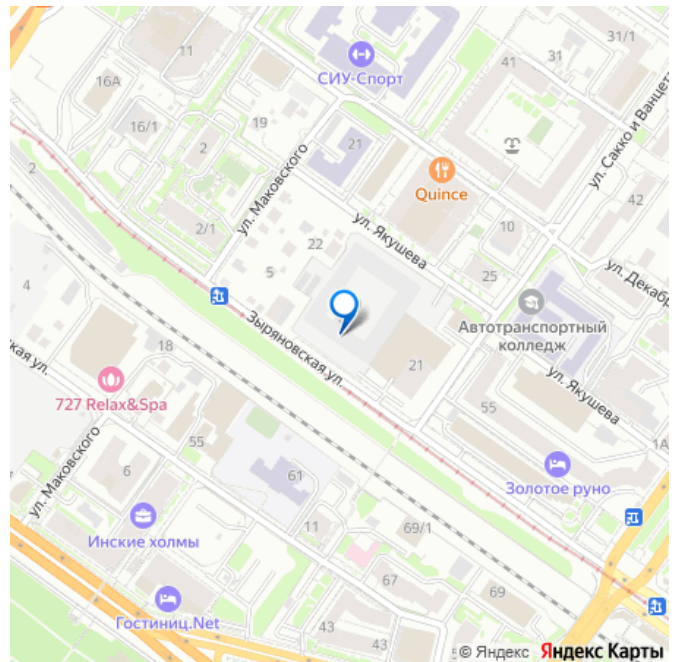 11
СИУ-Спорт
31/1
31
41
16А
16/1
19
2
21
ул. Маковского
ул. Сакко и Ванцетти
Quince
2
2/1
22
ул. Якушева
10
42
5
25
ул. Декабр
4
Автотранспортный
колледж
Зыряновская ул.
18
ская ул.
21
ул. Якушева
727 Relax&Spa
55
1А
ул. Маковского
55
6
61
Золотое руно
Инские холмы
11
69/1
67
69
Гостиниц.Net
43
43
© Яндекс Яндекс Карты